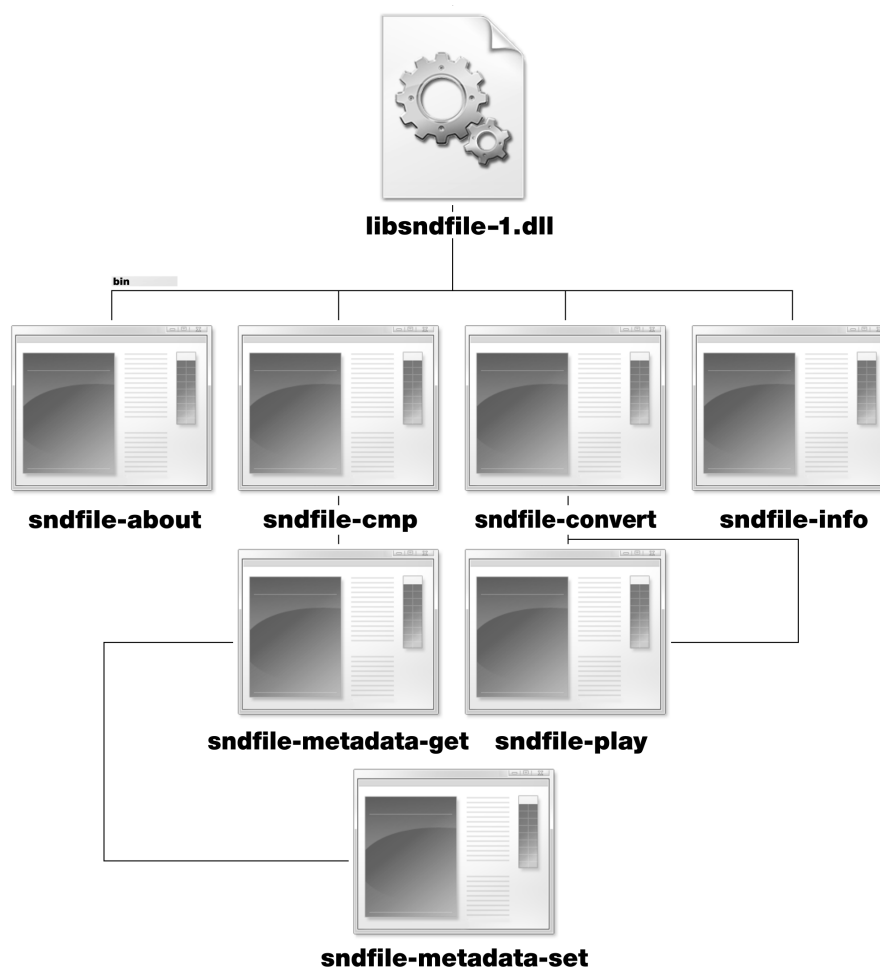 libsndfile-1.dll
bin
sndfile-about
sndfile-cmp
sndfile-convert
sndfile-info
sndfile-metadata-get
sndfile-play
sndfile-metadata-set